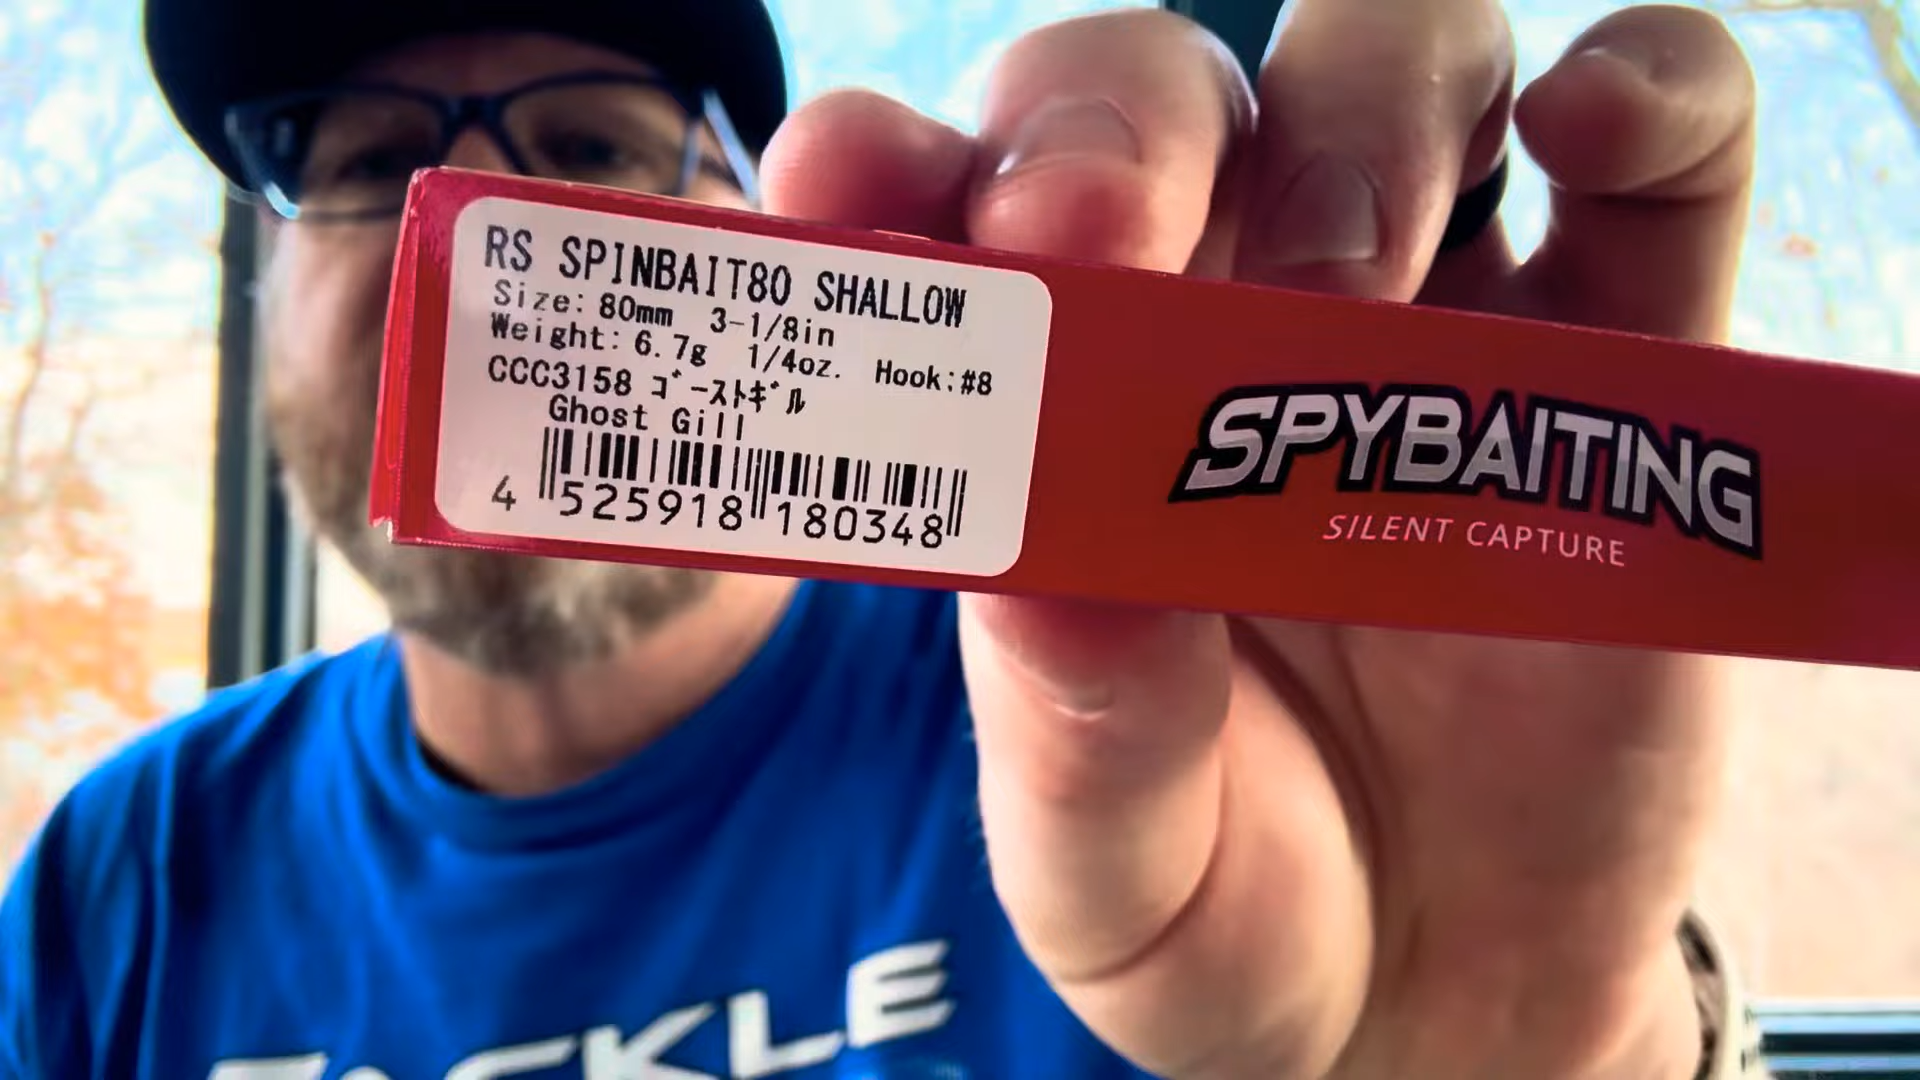 RS SPINBAIT80 SHALLOW
Size: 80mm 3-1/8in
Weight: 6.7g 1/4oz. Hook:#8
CCC3158 ゴーストギル
Ghost Gill
4 525918 180348
SPYBAITING
SILENT CAPTURE
TACKLE